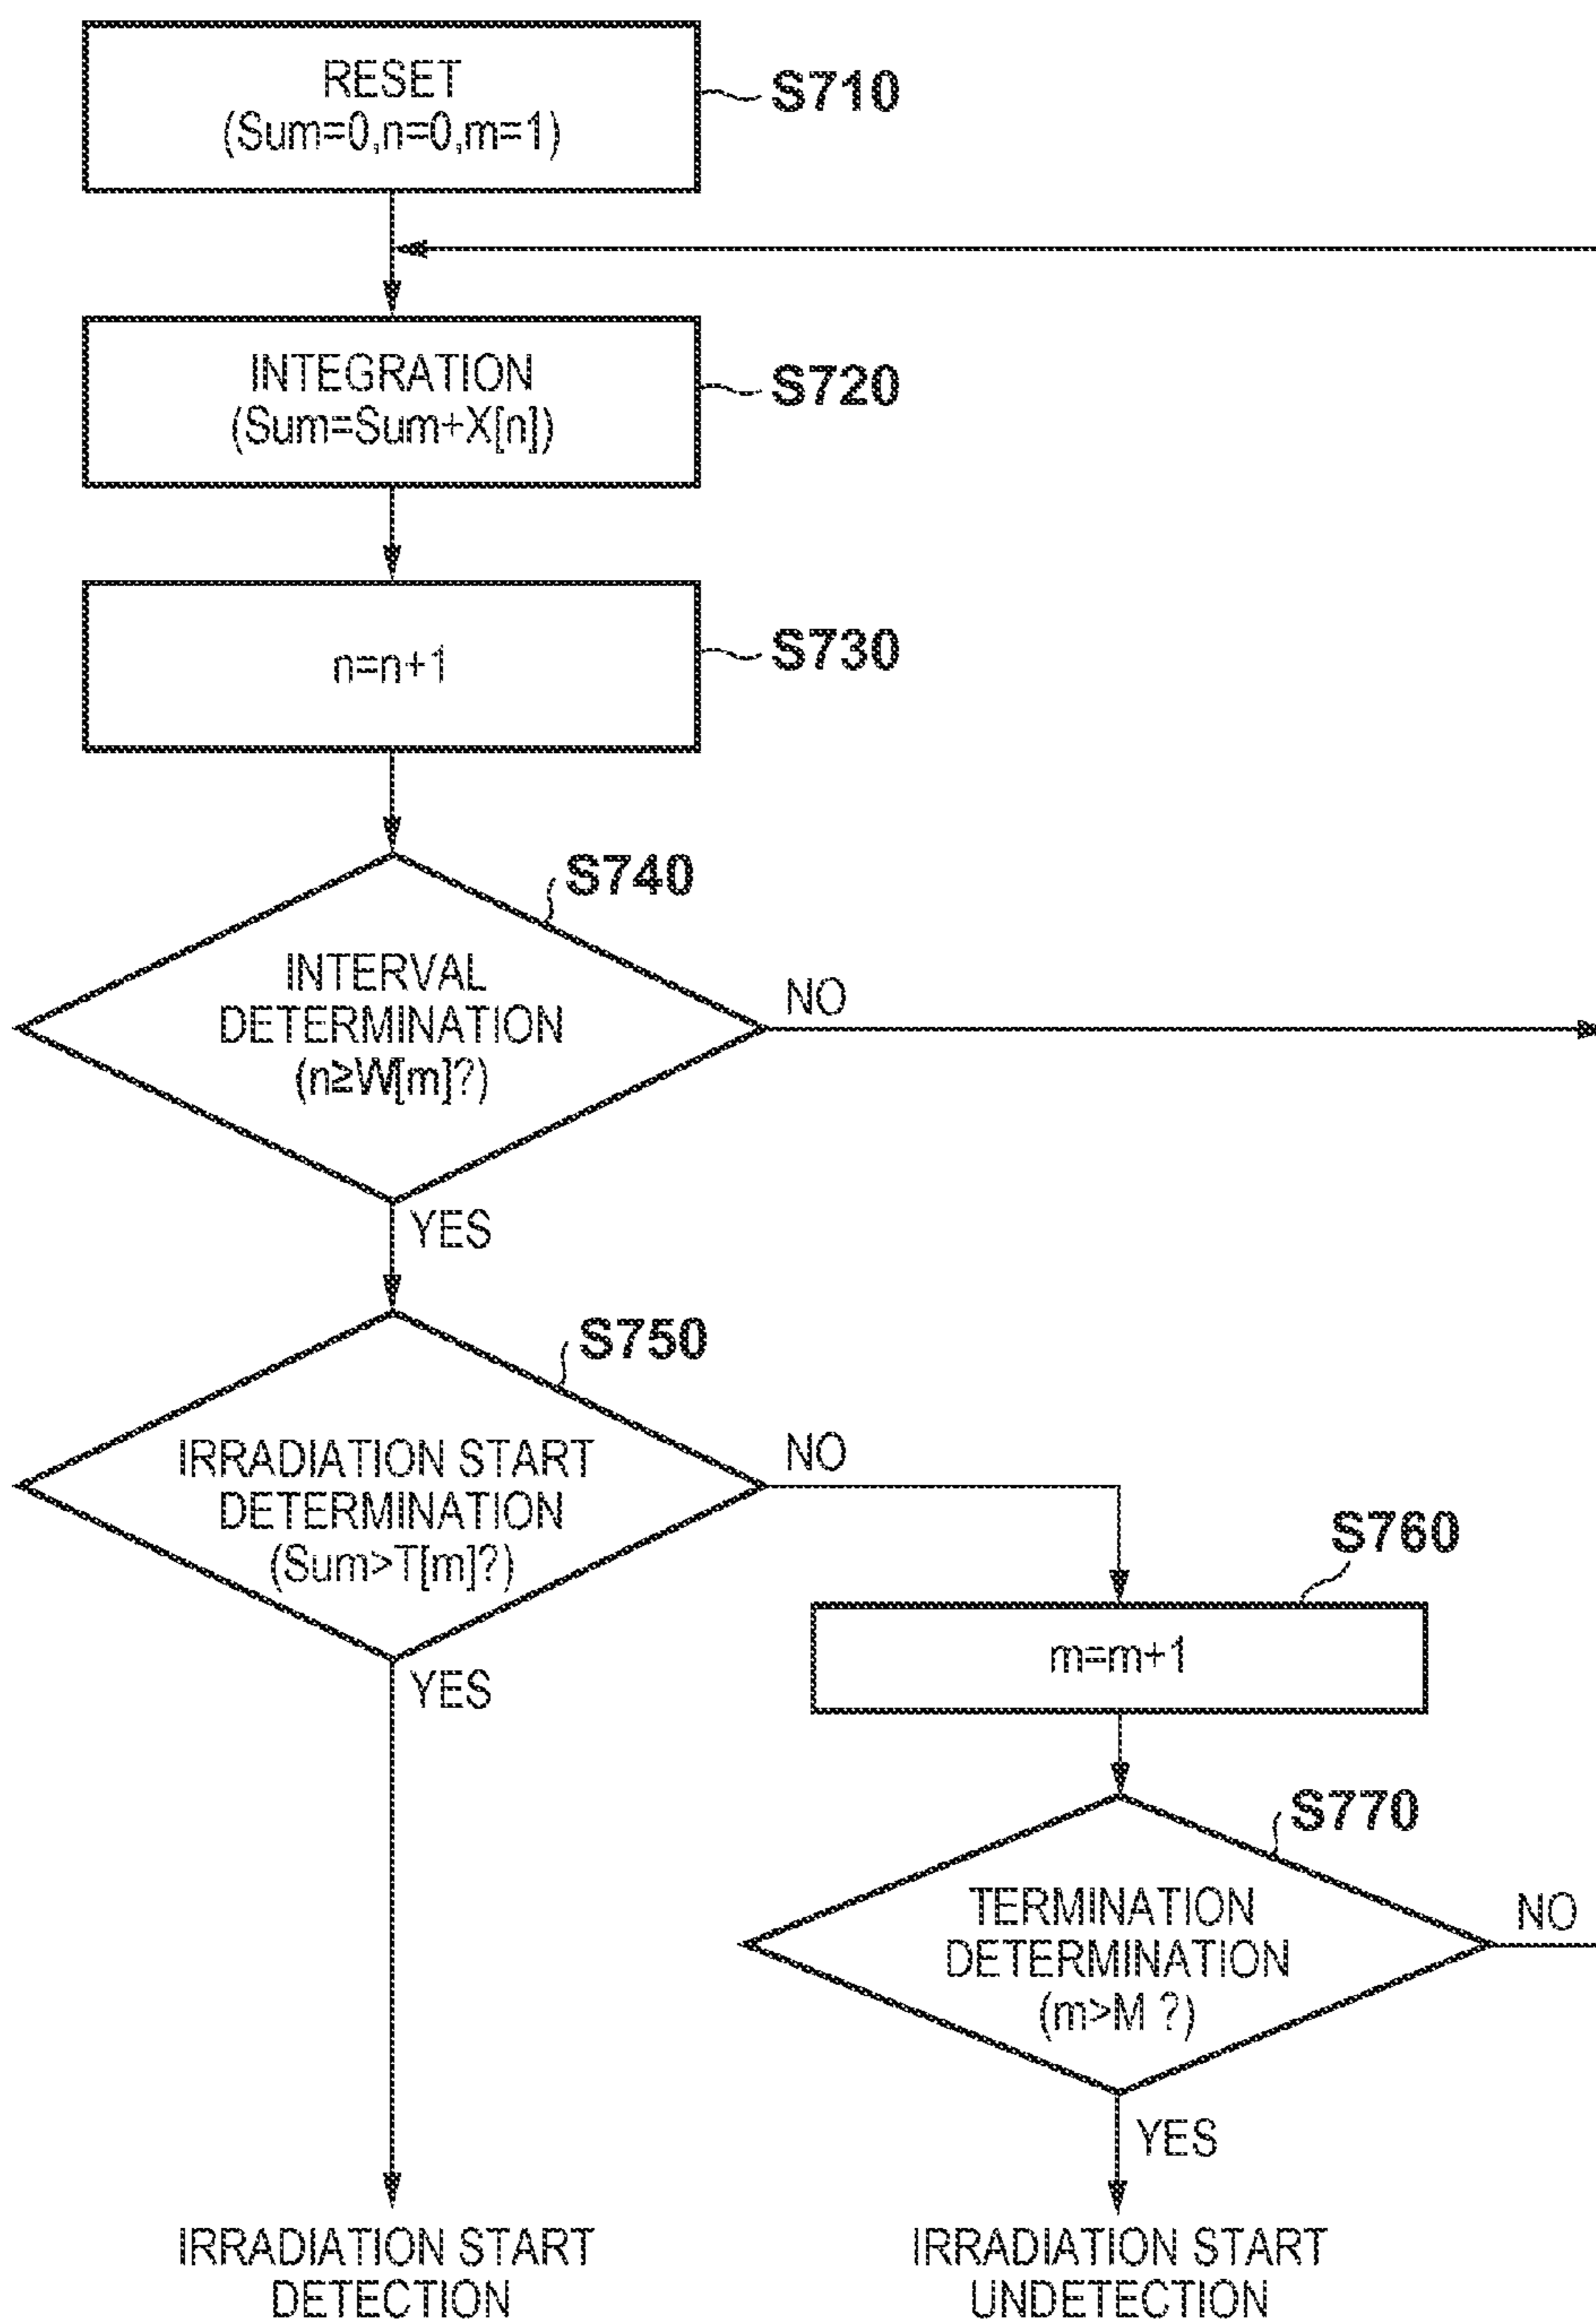 RESET
(Sum=0,n=0,m=1)
S710
INTEGRATION
(Sum=Sum+X[n])
S720
n=n+1
S730
S740
INTERVAL
DETERMINATION
(n≥W[m]?)
NO
YES
S750
IRRADIATION START
DETERMINATION
(Sum>T[m]?)
NO
YES
S760
m=m+1
S770
TERMINATION
DETERMINATION
(m>M ?)
NO
YES
IRRADIATION START
DETECTION
IRRADIATION START
UNDETECTION